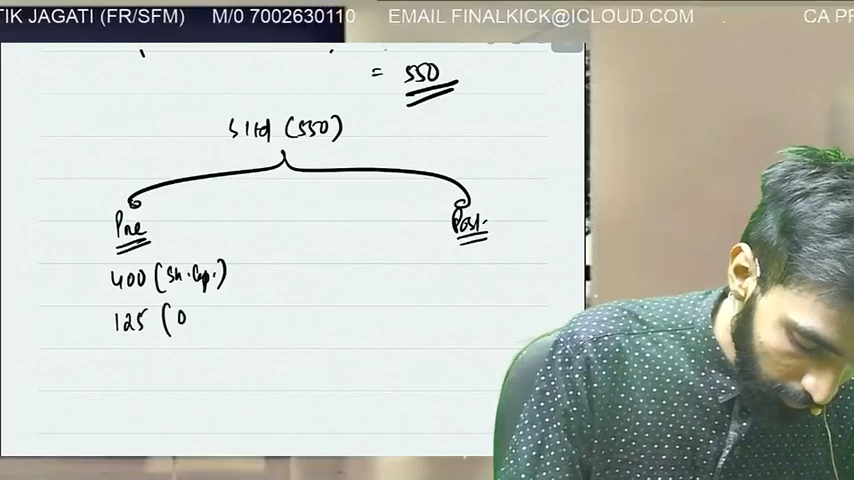 TIK JAGATI (FR/SFM) M/0 7002630110 EMAIL FINALKICK@ICLOUD.COM CA PR
= 550
S Ltd (550)
Pre Post.
400 (Sh. Cap.)
125 (0